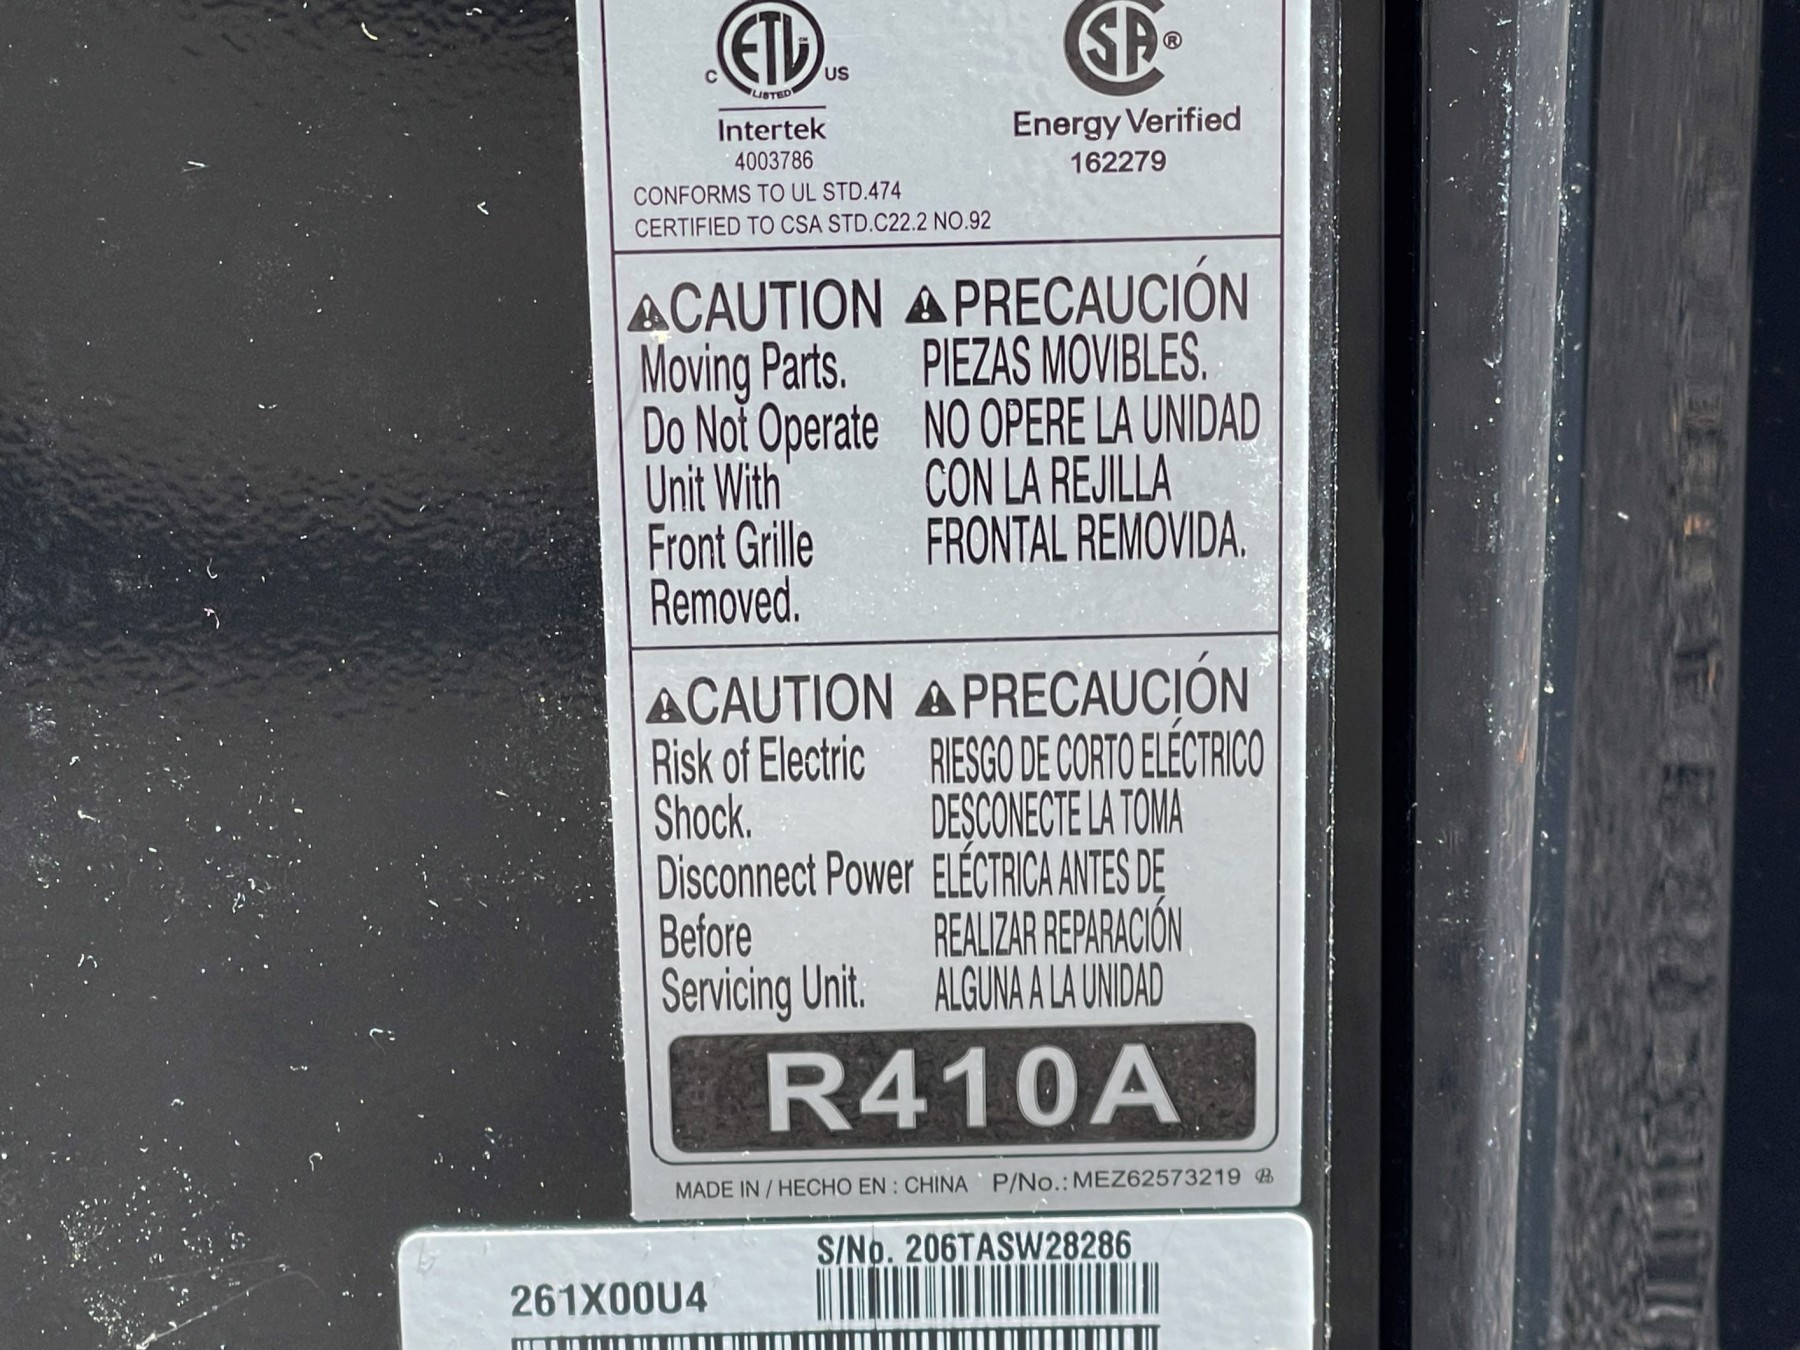 C ETL US
LISTED
SA ®
Intertek
Energy Verified
4003786
162279
CONFORMS TO UL STD.474
CERTIFIED TO CSA STD.C22.2 NO.92
CAUTION
Moving Parts.
Do Not Operate
Unit With
Front Grille
Removed.
PRECAUCIÓN
PIEZAS MOVIBLES.
NO OPERE LA UNIDAD
CON LA REJILLA
FRONTAL REMOVIDA.
CAUTION
Risk of Electric
Shock.
Disconnect Power
Before
Servicing Unit.
PRECAUCIÓN
RIESGO DE CORTO ELÉCTRICO
DESCONECTE LA TOMA
ELÉCTRICA ANTES DE
REALIZAR REPARACIÓN
ALGUNA A LA UNIDAD
R410A
MADE IN / HECHO EN : CHINA P/No.: MEZ62573219
S/No. 206TASW28286
261X00U4